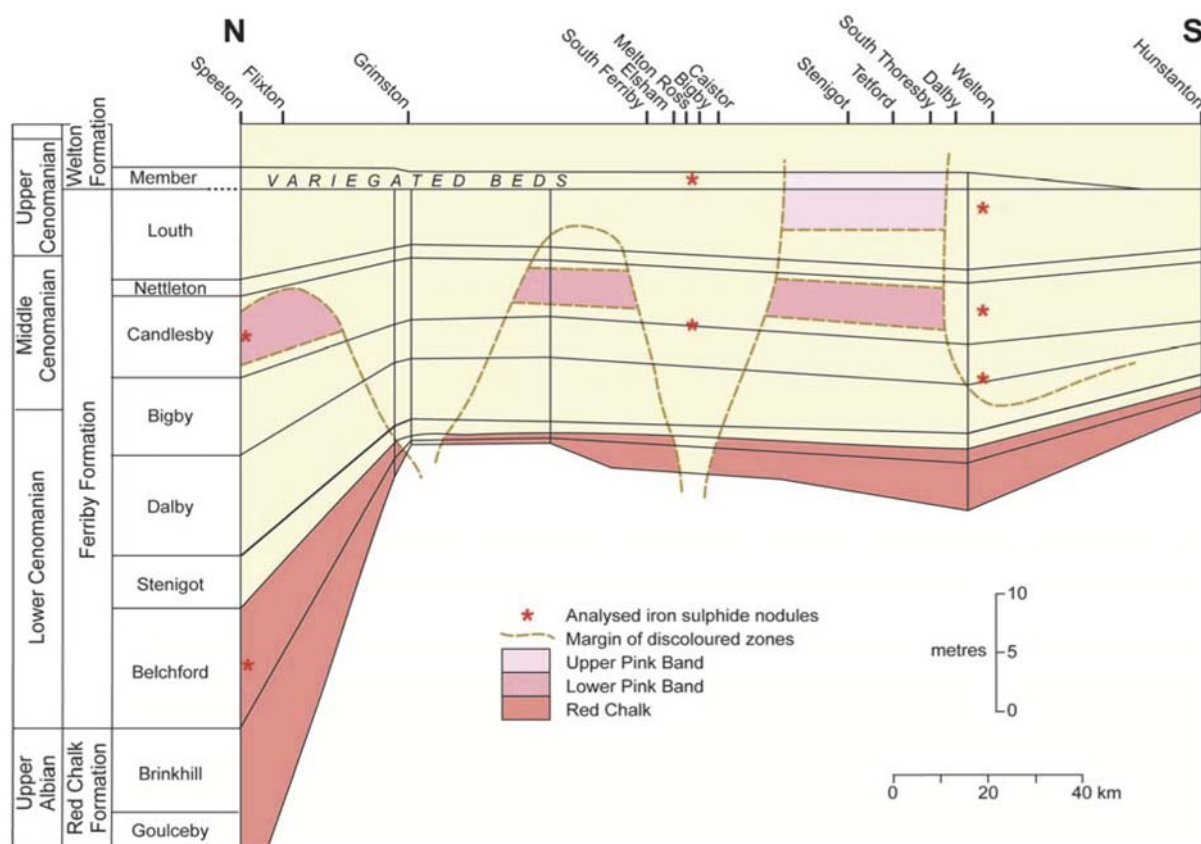 N
S
Speeton
Flixton
Grimston
South Ferriby
Elsham
Melton Ross
Bigby
Caistor
Stenigot
Tetford
South Thoresby
Dalby
Welton
Hunstanton
Upper Cenomanian
Middle Cenomanian
Lower Cenomanian
Upper Albian
Welton Formation
Ferriby Formation
Red Chalk Formation
Member
VARIEGATED BEDS
Louth
Nettleton
Candlesby
Bigby
Dalby
Stenigot
Belchford
Brinkhill
Goulceby
* Analysed iron sulphide nodules
Margin of discoloured zones
Upper Pink Band
Lower Pink Band
Red Chalk
metres
10
5
0
0 20 40 km